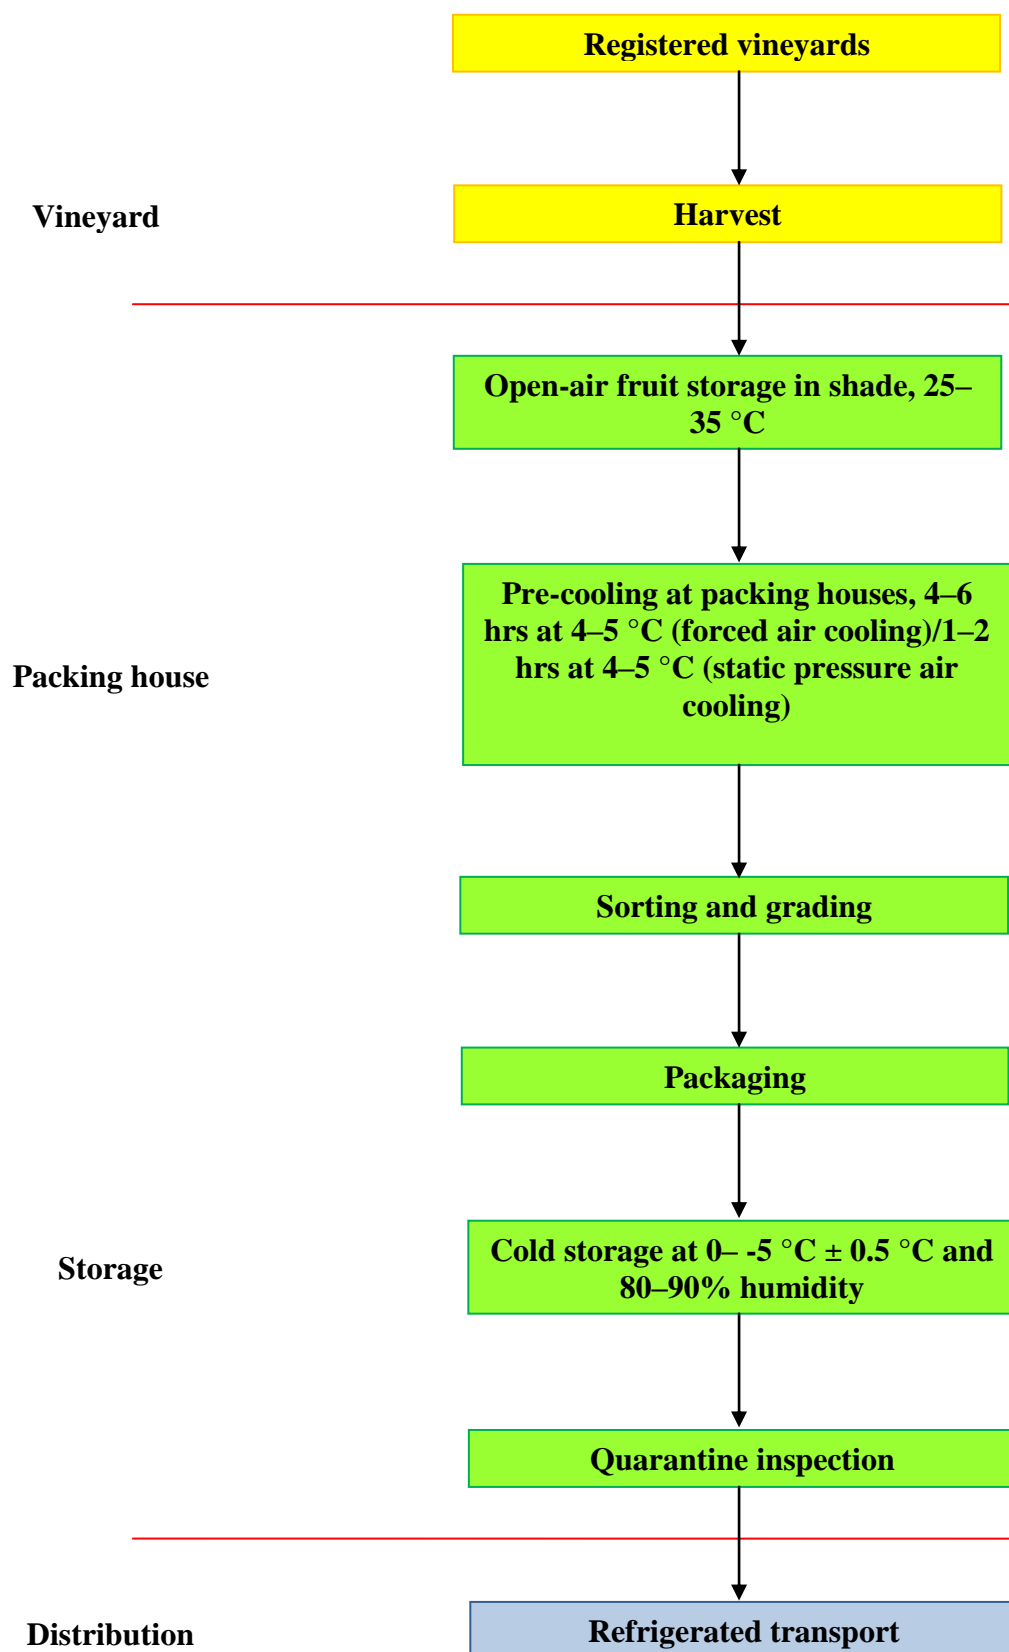 Registered vineyards
Vineyard
Harvest
Open-air fruit storage in shade, 25–
35 °C
Packing house
Pre-cooling at packing houses, 4–6
hrs at 4–5 °C (forced air cooling)/1–2
hrs at 4–5 °C (static pressure air
cooling)
Sorting and grading
Packaging
Storage
Cold storage at 0– -5 °C ± 0.5 °C and
80–90% humidity
Quarantine inspection
Distribution
Refrigerated transport